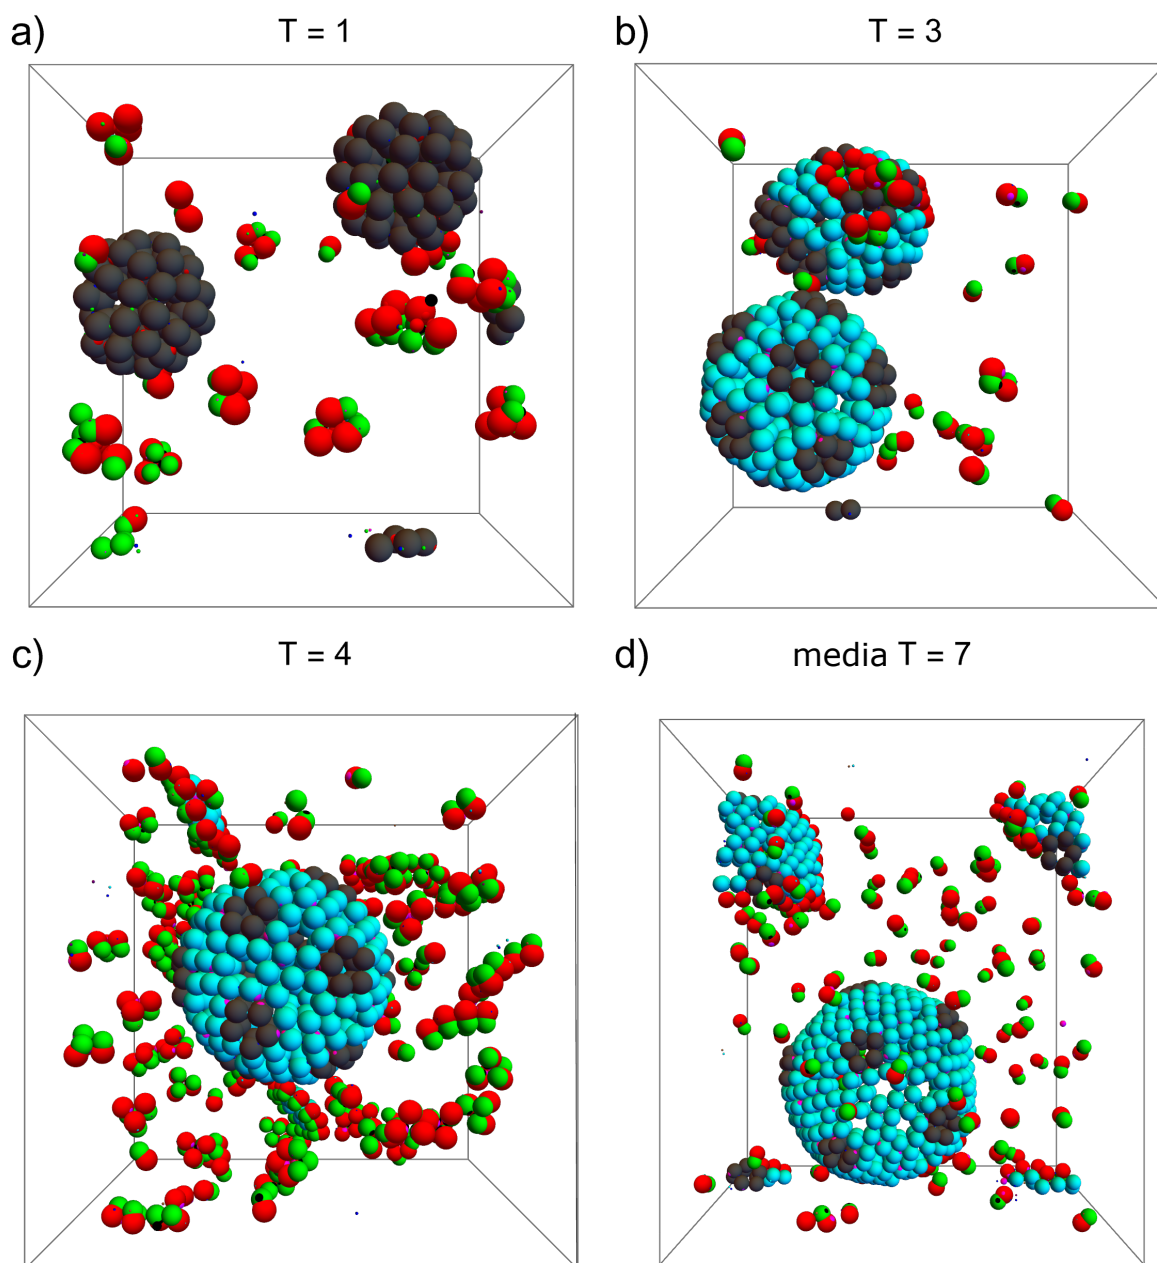 a) T = 1
b) T = 3
c) T = 4
d) media T = 7